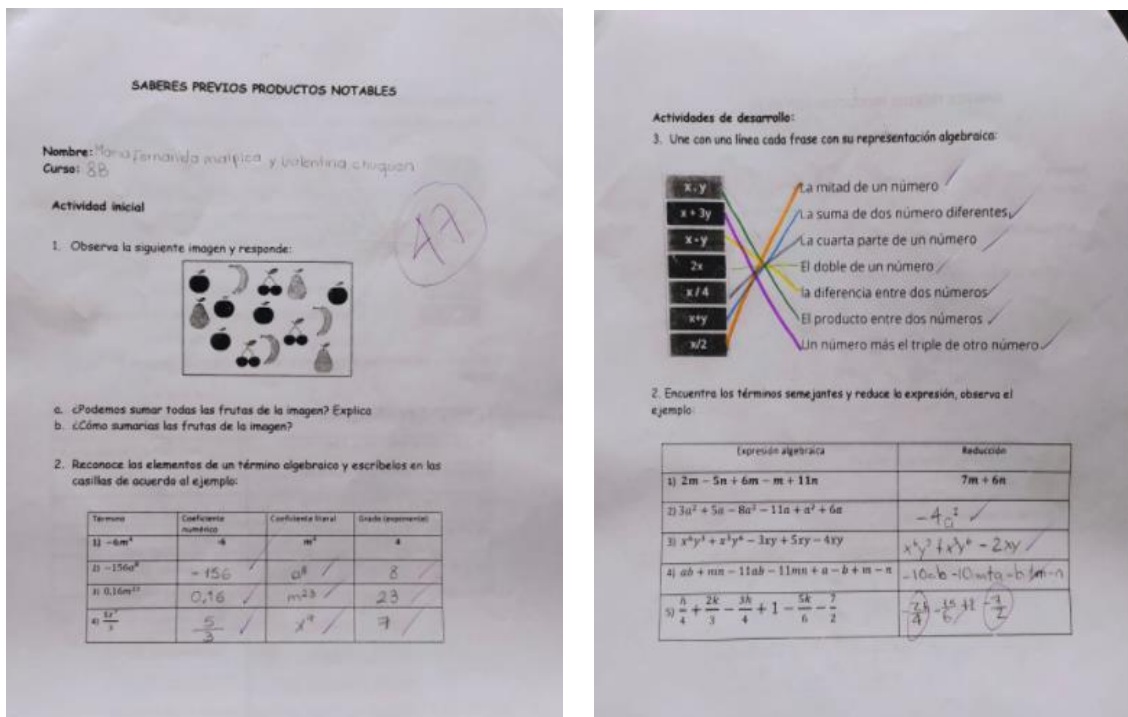 SABERES PREVIOS PRODUCTOS NOTABLES
Nombre: Maria Fernanda malpica y valentina
Curso: 8B
47
Actividad inicial
1. Observa la siguiente imagen y responde:
a. ¿Podemos sumar todas las frutas de la imagen? Explica
b. ¿Cómo sumarias las frutas de la imagen?
2. Reconoce los elementos de un término algebraico y escríbelos en las
casillas de acuerdo al ejemplo:
Término Coeficiente numérico Coeficiente literal Grado (exponente)
1) −6m⁴ -6 m⁴ 4
2) −156a⁸ -156 a⁸ 8
3) 0,16m²³ 0,16 m²³ 23
4) 5x⁷/3 5/3 x⁷ 7
Actividades de desarrollo:
3. Une con una línea cada frase con su representación algebraica:
x . y La mitad de un número
x + 3y La suma de dos número diferentes
x - y La cuarta parte de un número
2x El doble de un número
x / 4 la diferencia entre dos números
x+y El producto entre dos números
x/2 Un número más el triple de otro número
2. Encuentra los términos semejantes y reduce la expresión, observa el
ejemplo:
Expresión algebraica Reducción
1) 2m − 5n + 6m − m + 11n 7m + 6n
2) 3a² + 5a − 8a² − 11a + a² + 6a -4a²
3) − 3xy + 5xy − 4xy - 2xy
4) ab + mn − 11ab − 11mn + a − b + m − n -10ab -10mn+a-b+m-n
5) + 2k/3 − 3k/4 + 1 − 5k/6 − 7/2